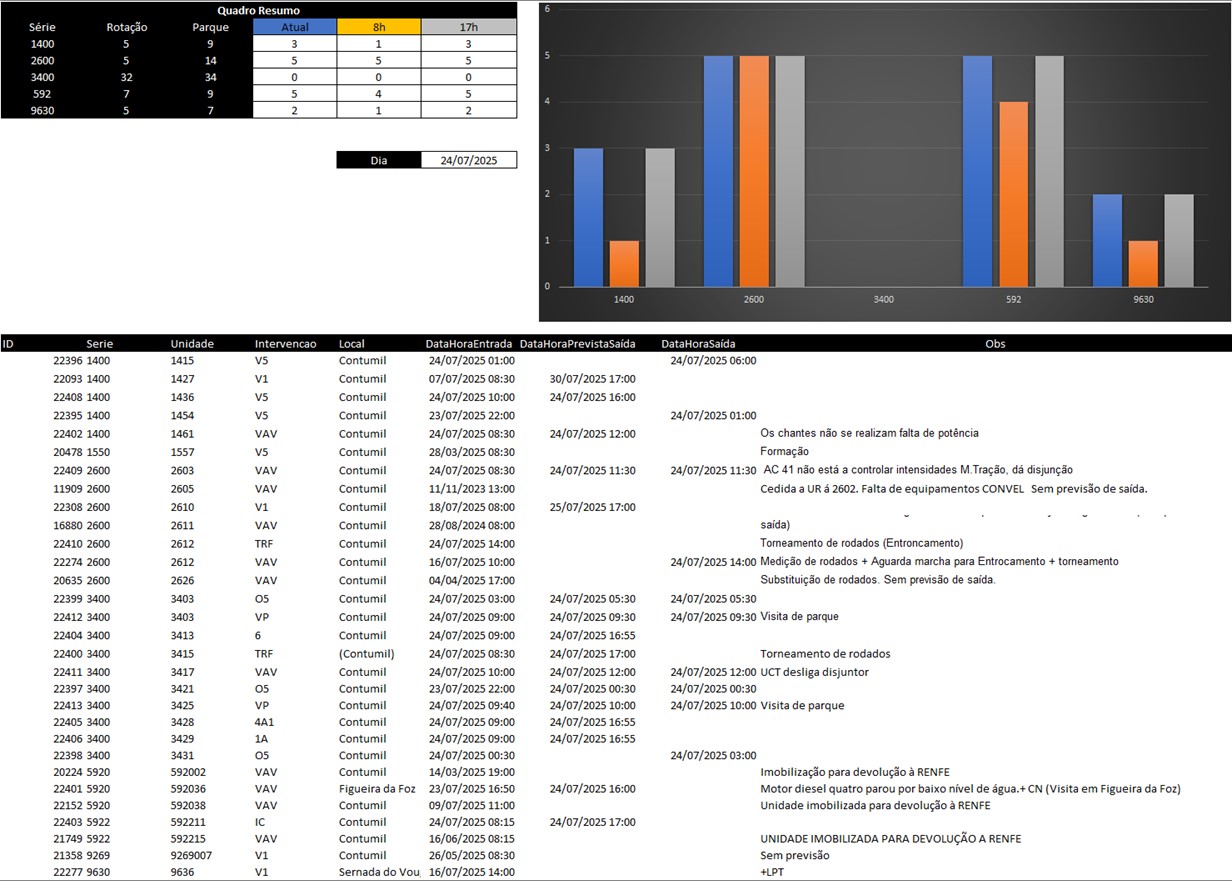 Quadro Resumo
Série Rotação Parque Atual 8h 17h
1400 5 9 3 1 3
2600 5 14 5 5 5
3400 32 34 0 0 0
592 7 9 5 4 5
9630 5 7 2 1 2
Dia 24/07/2025
6
5
4
3
2
1
0
1400 2600 3400 592 9630
ID Serie Unidade Intervencao Local DataHoraEntrada DataHoraPrevistaSaída DataHoraSaída Obs
22396 1400 1415 V5 Contumil 24/07/2025 01:00 24/07/2025 06:00
22093 1400 1427 V1 Contumil 07/07/2025 08:30 30/07/2025 17:00
22408 1400 1436 V5 Contumil 24/07/2025 10:00 24/07/2025 16:00
22395 1400 1454 V5 Contumil 23/07/2025 22:00 24/07/2025 01:00
22402 1400 1461 VAV Contumil 24/07/2025 08:30 24/07/2025 12:00 Os chantes não se realizam falta de potência
20478 1550 1557 V5 Contumil 28/03/2025 08:30 Formação
22409 2600 2603 VAV Contumil 24/07/2025 08:30 24/07/2025 11:30 24/07/2025 11:30 AC 41 não está a controlar intensidades M.Tração, dá disjunção
11909 2600 2605 VAV Contumil 11/11/2023 13:00 Cedida a UR á 2602. Falta de equipamentos CONVEL Sem previsão de saída.
22308 2600 2610 V1 Contumil 18/07/2025 08:00 25/07/2025 17:00
16880 2600 2611 VAV Contumil 28/08/2024 08:00 saída)
22410 2600 2612 TRF Contumil 24/07/2025 14:00 Torneamento de rodados (Entroncamento)
22274 2600 2612 VAV Contumil 16/07/2025 10:00 24/07/2025 14:00 Medição de rodados + Aguarda marcha para Entrocamento + torneamento
20635 2600 2626 VAV Contumil 04/04/2025 17:00 Substituição de rodados. Sem previsão de saída.
22399 3400 3403 O5 Contumil 24/07/2025 03:00 24/07/2025 05:30 24/07/2025 05:30
22412 3400 3403 VP Contumil 24/07/2025 09:00 24/07/2025 09:30 24/07/2025 09:30 Visita de parque
22404 3400 3413 6 Contumil 24/07/2025 09:00 24/07/2025 16:55
22400 3400 3415 TRF (Contumil) 24/07/2025 08:30 24/07/2025 17:00 Torneamento de rodados
22411 3400 3417 VAV Contumil 24/07/2025 10:00 24/07/2025 12:00 24/07/2025 12:00 UCT desliga disjuntor
22397 3400 3421 O5 Contumil 23/07/2025 22:00 24/07/2025 00:30 24/07/2025 00:30
22413 3400 3425 VP Contumil 24/07/2025 09:40 24/07/2025 10:00 24/07/2025 10:00 Visita de parque
22405 3400 3428 4A1 Contumil 24/07/2025 09:00 24/07/2025 16:55
22406 3400 3429 1A Contumil 24/07/2025 09:00 24/07/2025 16:55
22398 3400 3431 O5 Contumil 24/07/2025 00:30 24/07/2025 03:00
20224 5920 592002 VAV Contumil 14/03/2025 19:00 Imobilização para devolução à RENFE
22401 5920 592036 VAV Figueira da Foz 23/07/2025 16:50 24/07/2025 16:00 Motor diesel quatro parou por baixo nível de água.+ CN (Visita em Figueira da Foz)
22152 5920 592038 VAV Contumil 09/07/2025 11:00 Unidade imobilizada para devolução à RENFE
22403 5922 592211 IC Contumil 24/07/2025 08:15 24/07/2025 17:00
21749 5922 592215 VAV Contumil 16/06/2025 08:15 UNIDADE IMOBILIZADA PARA DEVOLUÇÃO A RENFE
21358 9269 9269007 V1 Contumil 26/05/2025 08:30 Sem previsão
22277 9630 9636 V1 Sernada do Vou 16/07/2025 14:00 +LPT